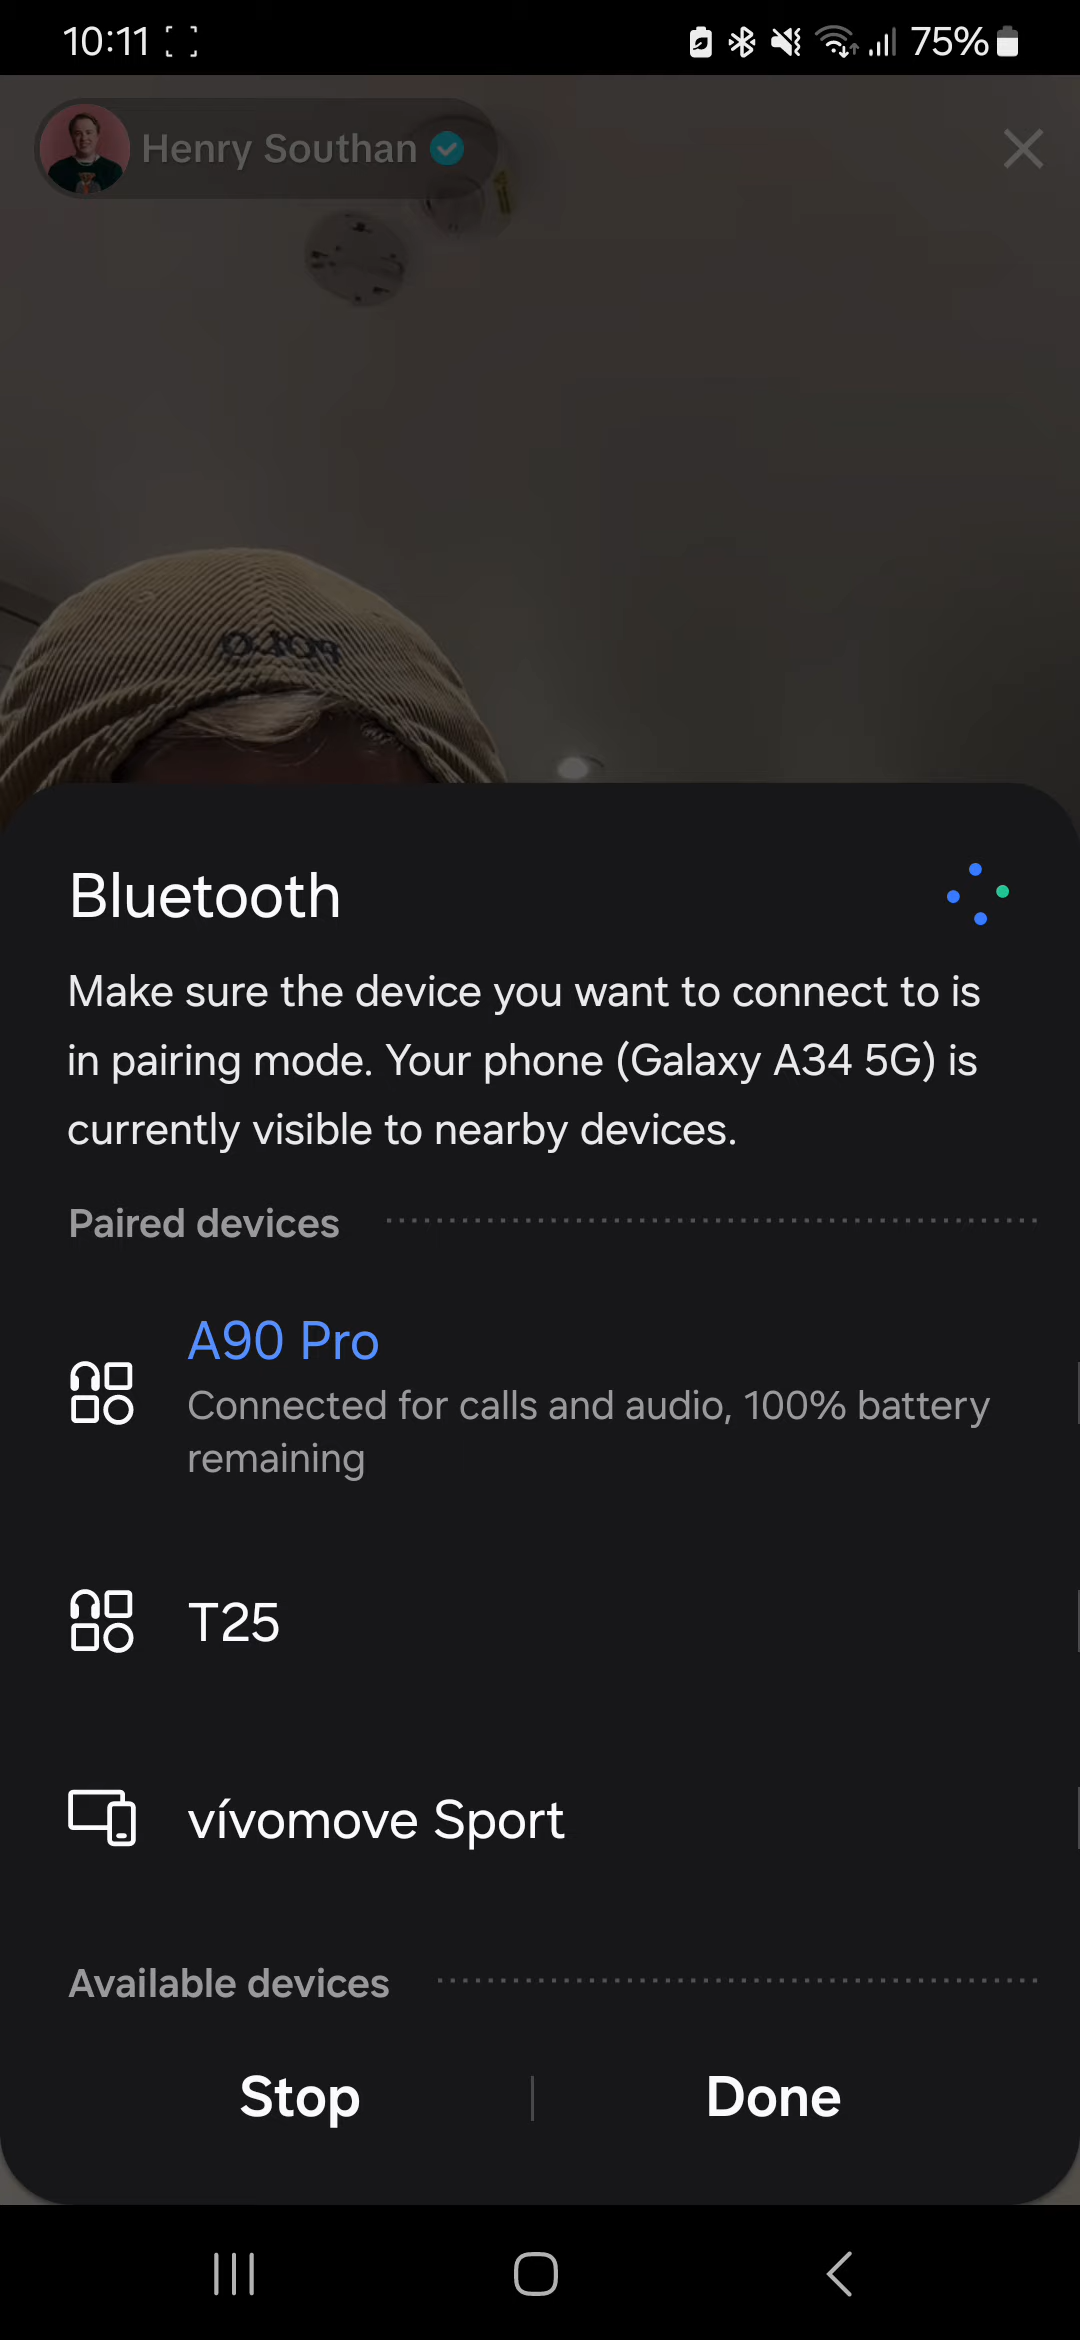 10:11 75%
Henry Southan
POLO
Bluetooth
Make sure the device you want to connect to is
in pairing mode. Your phone (Galaxy A34 5G) is
currently visible to nearby devices.
Paired devices
A90 Pro
Connected for calls and audio, 100% battery
remaining
T25
vívomove Sport
Available devices
Stop | Done